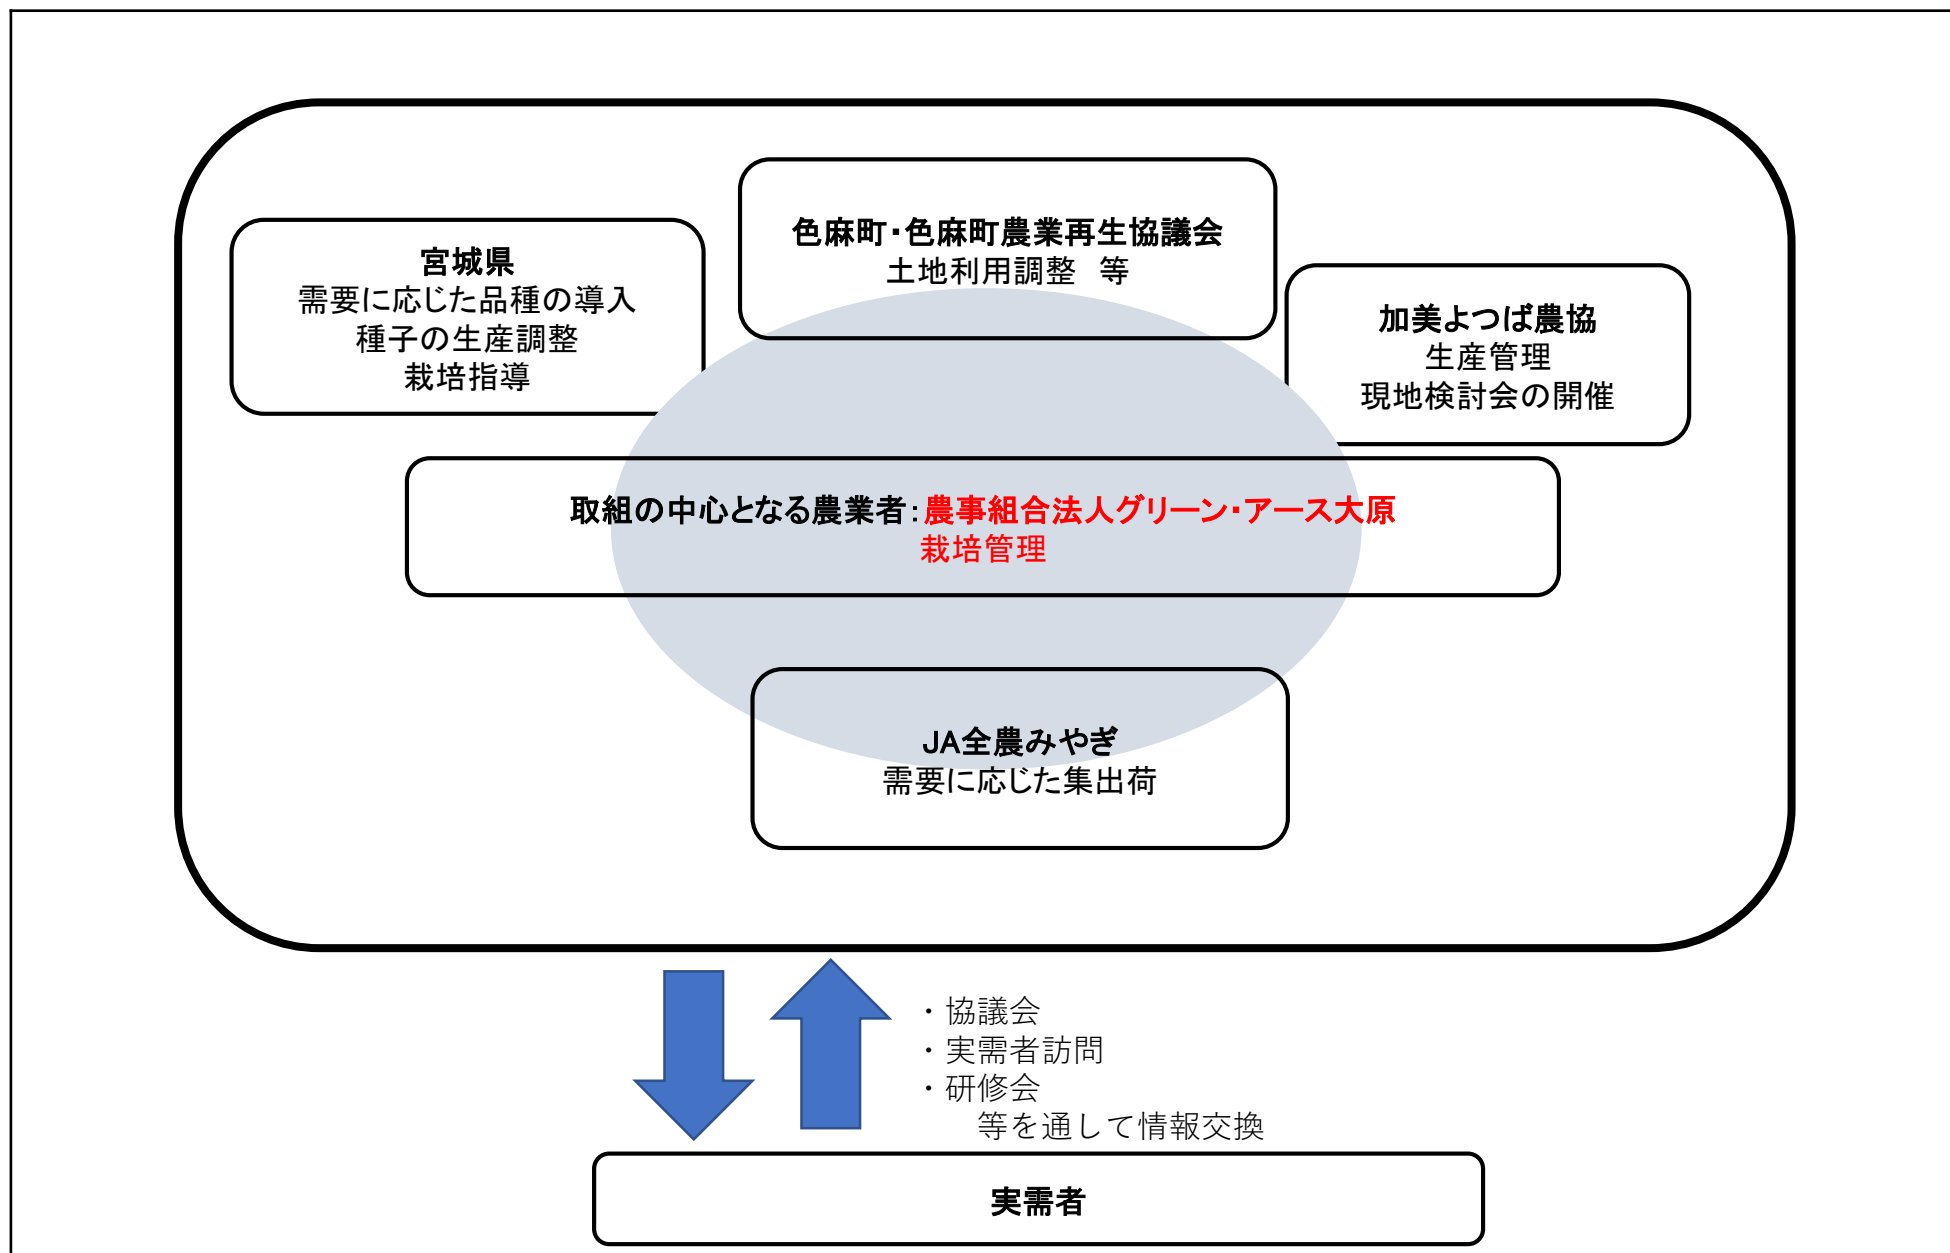 色麻町・色麻町農業再生協議会
土地利用調整　等
宮城県
需要に応じた品種の導入
種子の生産調整
栽培指導
加美よつば農協
生産管理
現地検討会の開催
取組の中心となる農業者：農事組合法人グリーン・アース大原
栽培管理
JA全農みやぎ
需要に応じた集出荷
・協議会
・実需者訪問
・研修会
等を通して情報交換
実需者